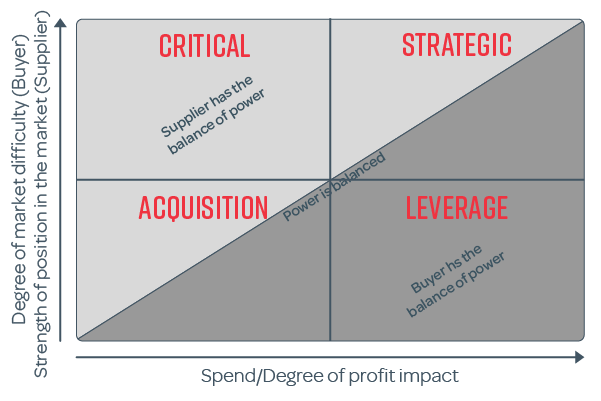 Degree of market difficulty (Buyer)
Strength of position in the market (Supplier)
CRITICAL
STRATEGIC
Supplier has the
balance of power
Power is balanced
ACQUISITION
LEVERAGE
Buyer hs the
balance of power
Spend/Degree of profit impact